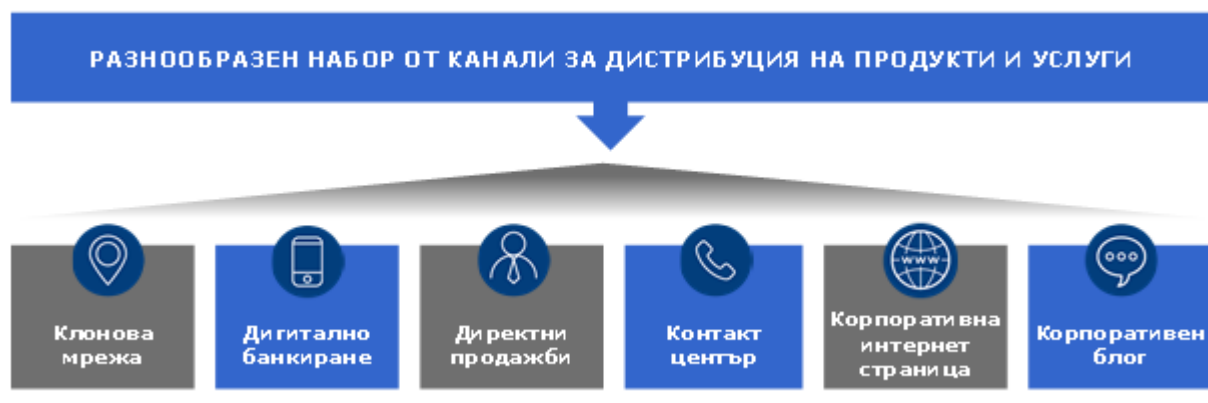 РАЗНООБРАЗЕН НАБОР ОТ КАНАЛИ ЗА ДИСТРИБУЦИЯ НА ПРОДУКТИ И УСЛУГИ
Клонова
мрежа
Дигитално
банкиране
Директни
продажби
Контакт
център
www
Корпоративна
интернет
страница
Корпоративен
блог